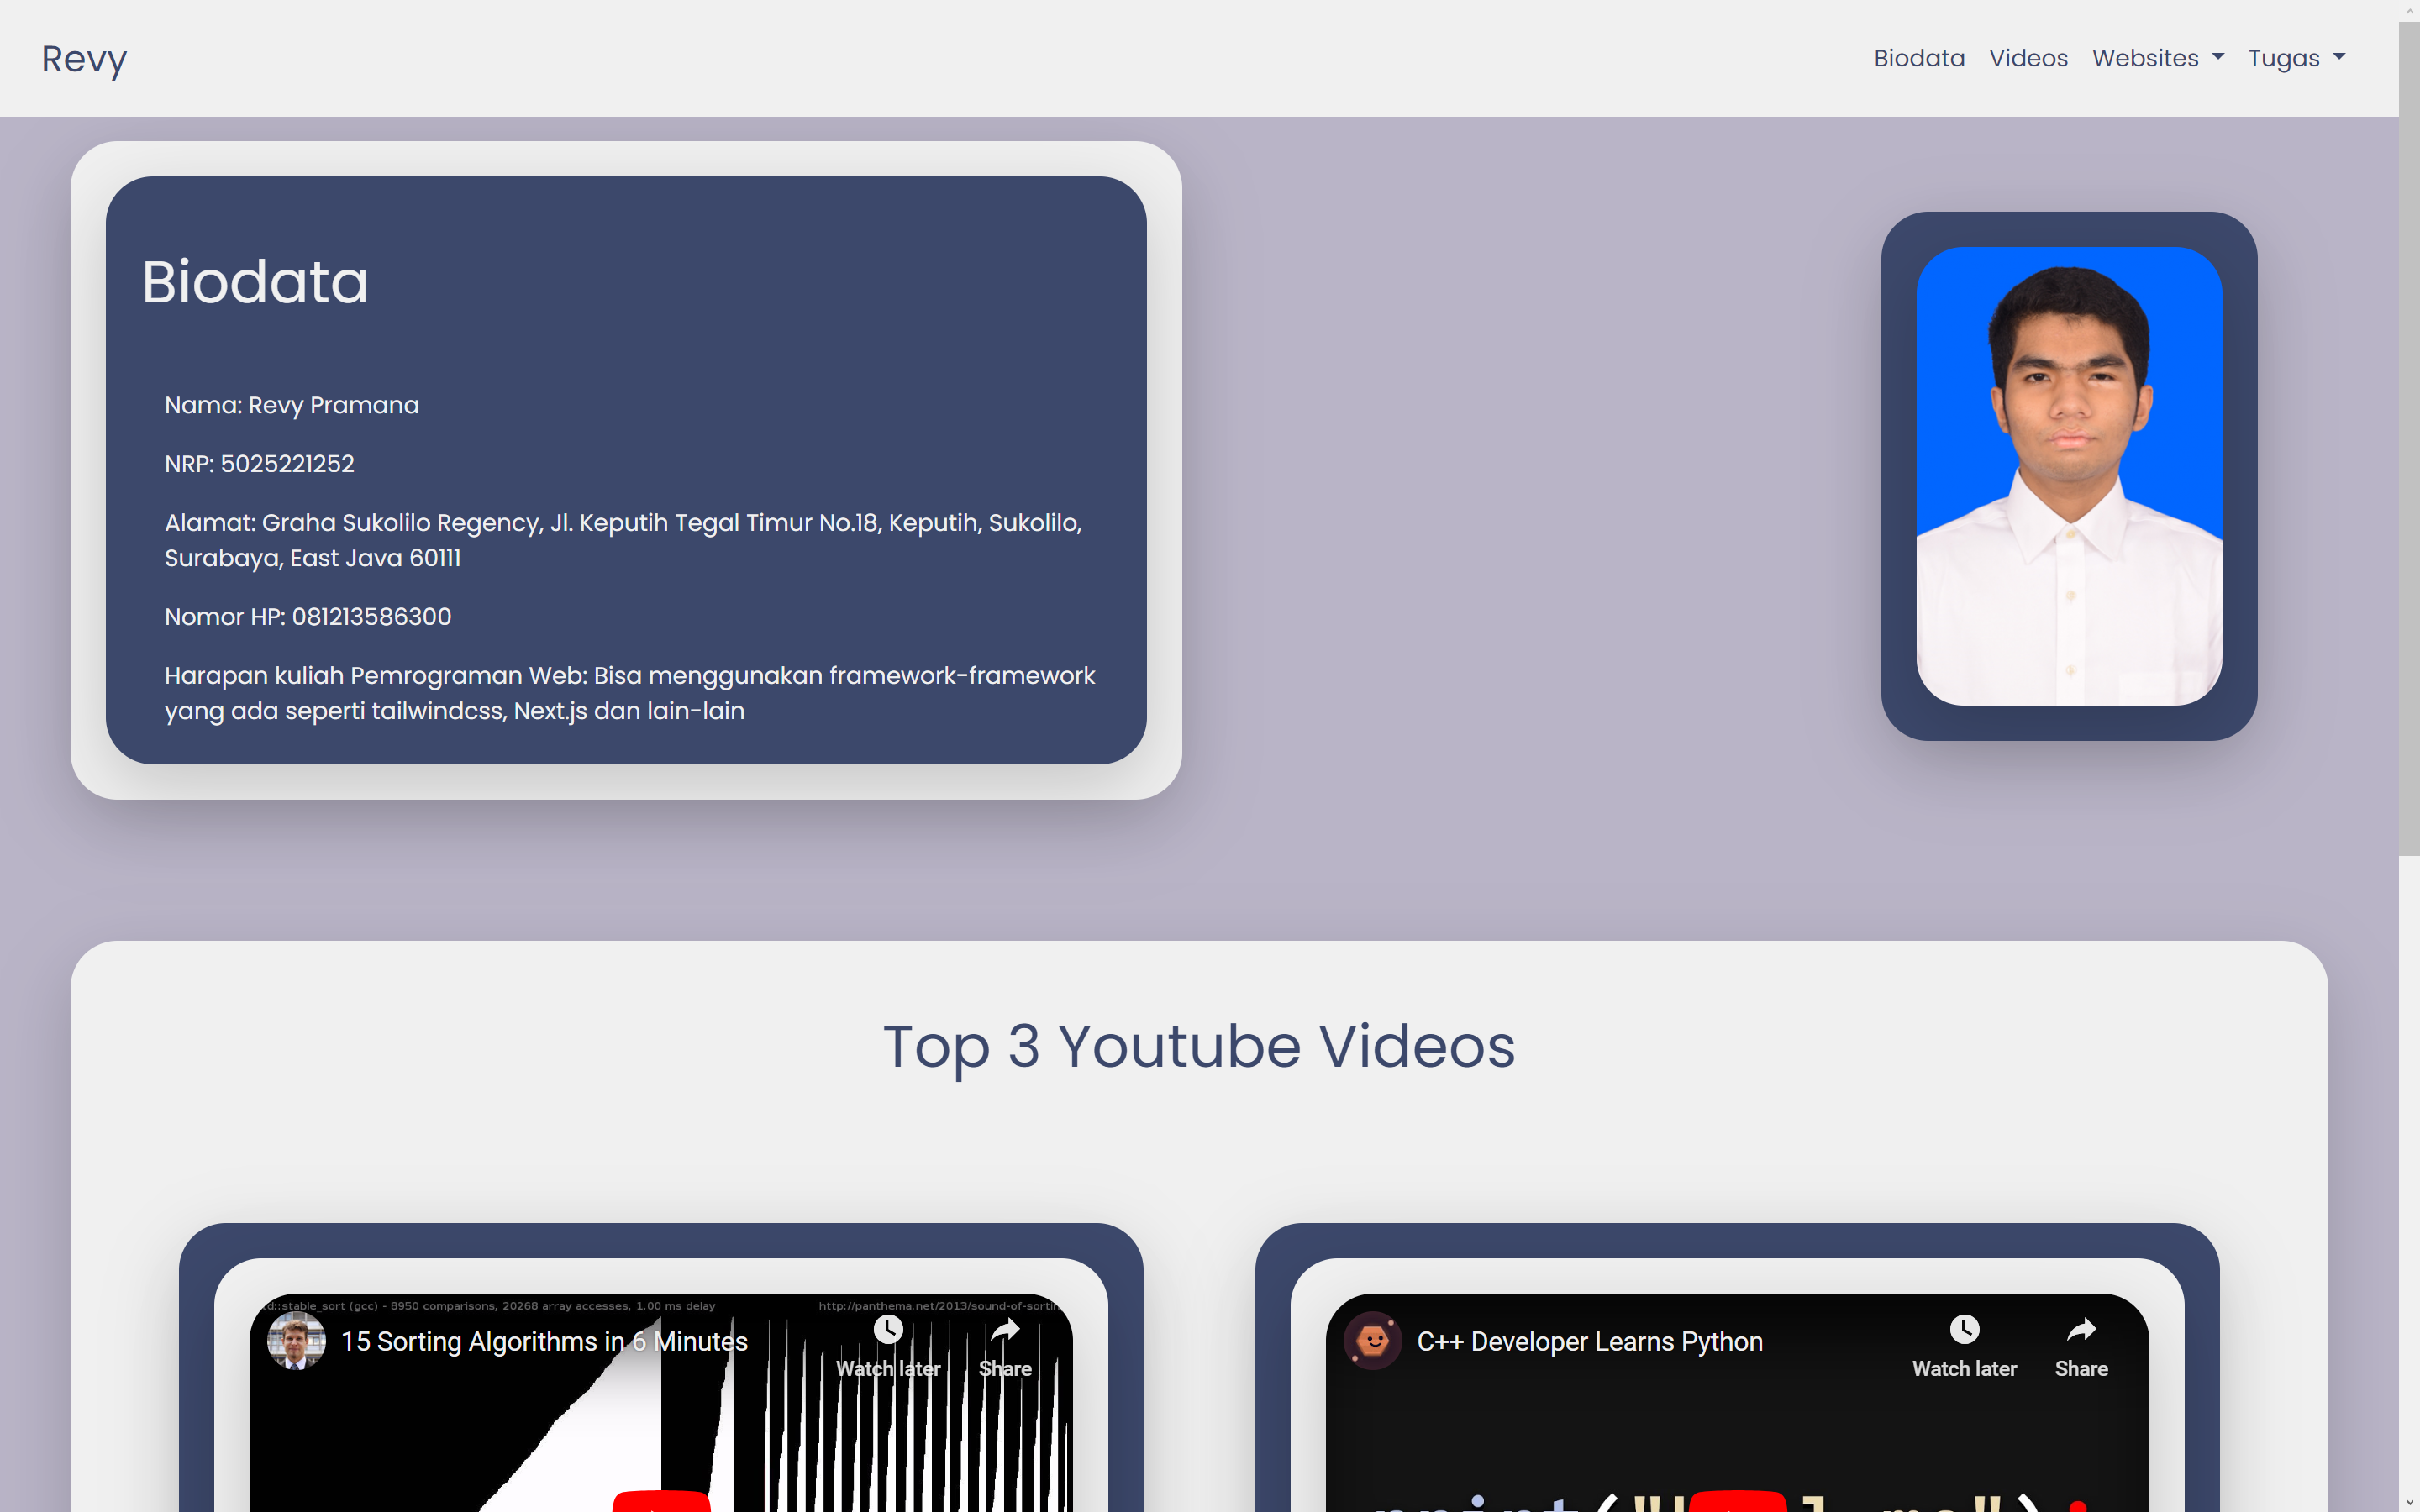 Revy
Biodata Videos Websites Tugas
Biodata
Nama: Revy Pramana
NRP: 5025221252
Alamat: Graha Sukolilo Regency, Jl. Keputih Tegal Timur No.18, Keputih, Sukolilo,
Surabaya, East Java 60111
Nomor HP: 081213586300
Harapan kuliah Pemrograman Web: Bisa menggunakan framework-framework
yang ada seperti tailwindcss, Next.js dan lain-lain
Top 3 Youtube Videos
d::stable_sort (gcc) - 8950 comparisons, 20268 array accesses, 1.00 ms delay http://panthema.net/2013/sound-of-sortin
15 Sorting Algorithms in 6 Minutes
Watch later Share
C++ Developer Learns Python
Watch later Share